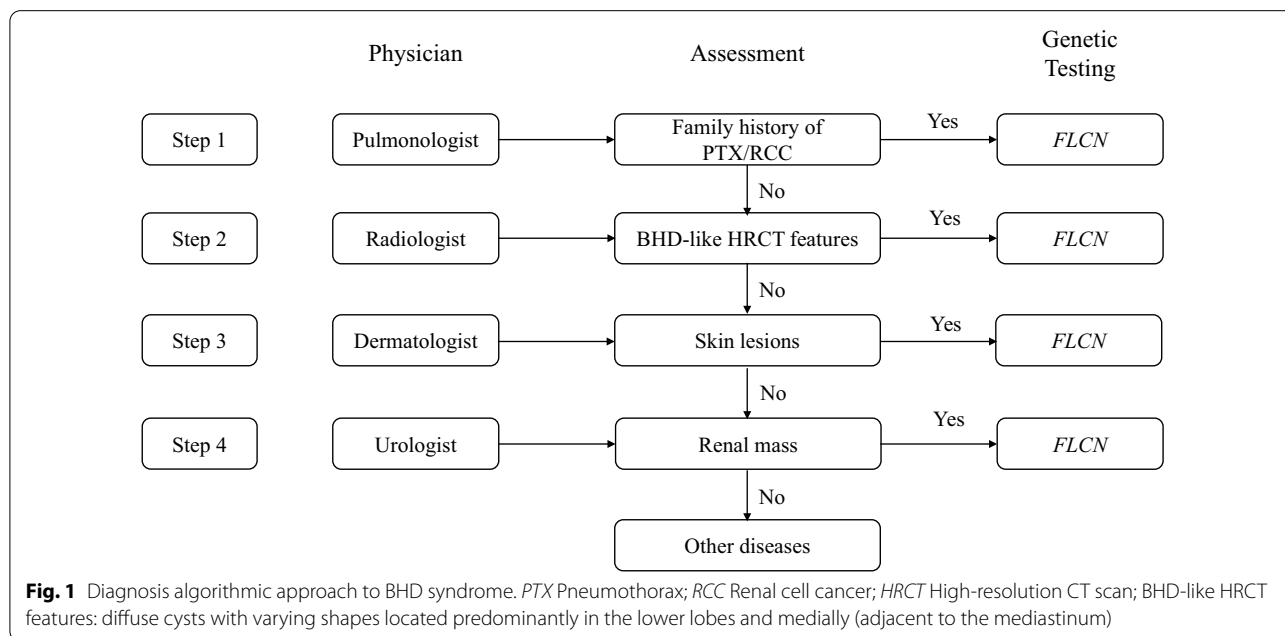 Physician Assessment Genetic
Testing
Step 1 Pulmonologist Family history of
PTX/RCC Yes FLCN
No
Step 2 Radiologist BHD-like HRCT features Yes FLCN
No
Step 3 Dermatologist Skin lesions Yes FLCN
No
Step 4 Urologist Renal mass Yes FLCN
No
Other diseases
Fig. 1 Diagnosis algorithmic approach to BHD syndrome. PTX Pneumothorax; RCC Renal cell cancer; HRCT High-resolution CT scan; BHD-like HRCT
features: diffuse cysts with varying shapes located predominantly in the lower lobes and medially (adjacent to the mediastinum)